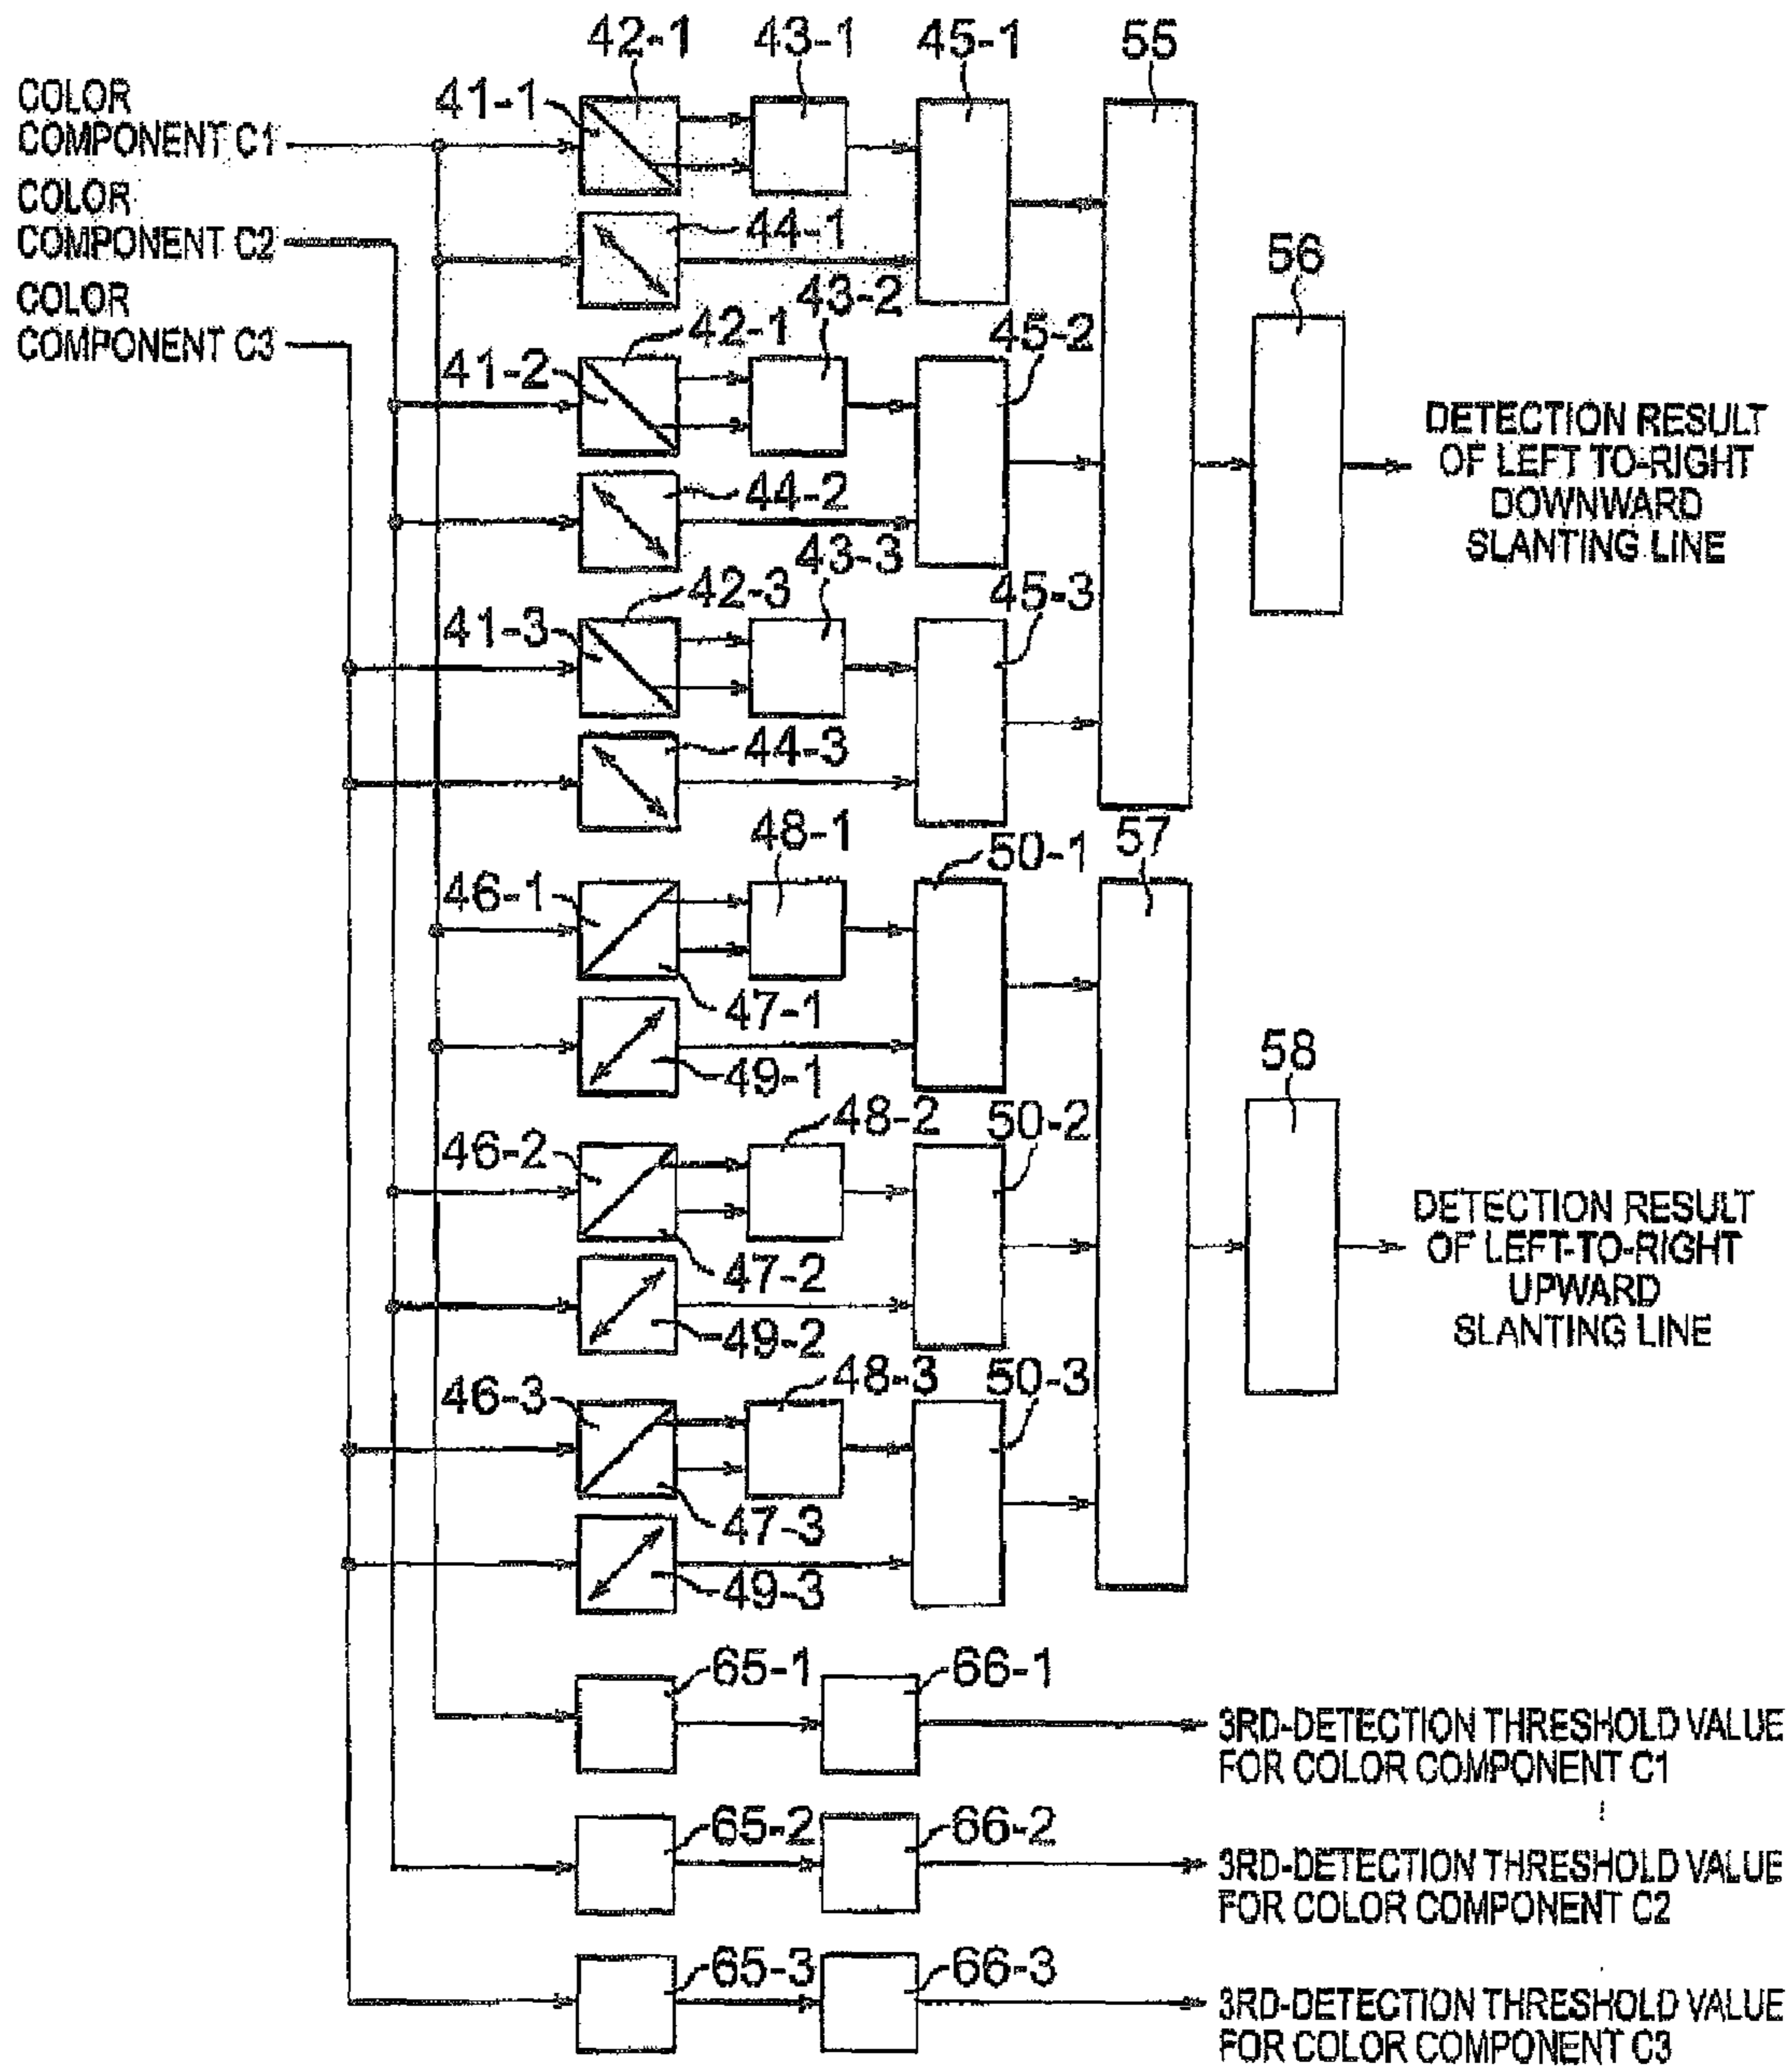 42-1 43-1 45-1 55
COLOR
COMPONENT C1
41-1
COLOR
COMPONENT C2
44-1
56
COLOR
COMPONENT C3
43-2
42-1 45-2
41-2
DETECTION RESULT
OF LEFT TO-RIGHT
DOWNWARD
SLANTING LINE
44-2
43-3
42-3 45-3
41-3
44-3
48-1 50-1 57
46-1
47-1
49-1 58
48-2 50-2
46-2
DETECTION RESULT
OF LEFT-TO-RIGHT
UPWARD
SLANTING LINE
47-2
49-2
48-3 50-3
46-3
47-3
49-3
65-1 66-1
3RD-DETECTION THRESHOLD VALUE
FOR COLOR COMPONENT C1
65-2 66-2
3RD-DETECTION THRESHOLD VALUE
FOR COLOR COMPONENT C2
65-3 66-3
3RD-DETECTION THRESHOLD VALUE
FOR COLOR COMPONENT C3